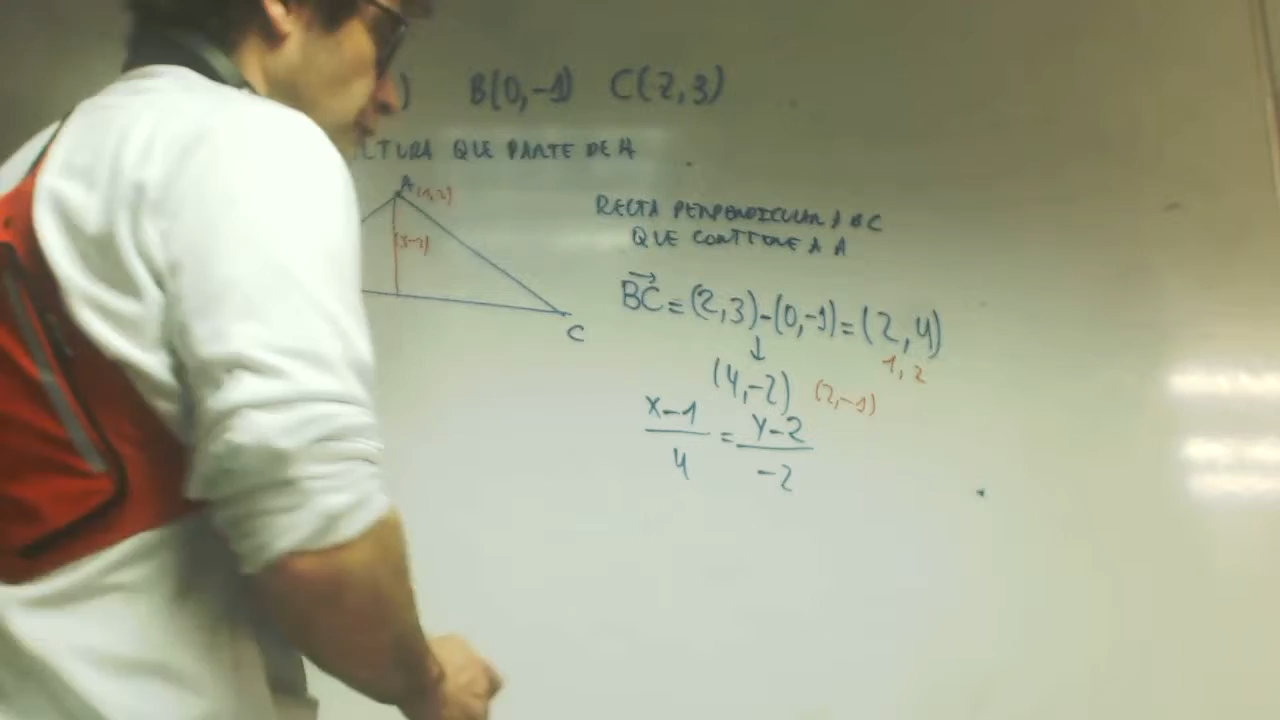 ) B(0,-1) C(2,3)
LTURA QUE PARTE DE A
A(1,2)
RECTA PERPENDICULAR A BC
QUE CONTIENE A A
BC = (2,3)-(0,-1) = (2,4)
C
1,2
(4,-2) (2,-1)
x-1 / 4 = y-2 / -2